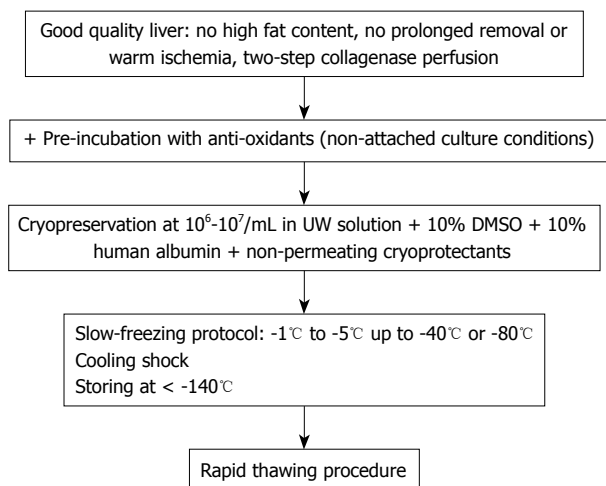 Good quality liver: no high fat content, no prolonged removal or
warm ischemia, two-step collagenase perfusion
+ Pre-incubation with anti-oxidants (non-attached culture conditions)
Cryopreservation at 10⁶-10⁷/mL in UW solution + 10% DMSO + 10%
human albumin + non-permeating cryoprotectants
Slow-freezing protocol: -1℃ to -5℃ up to -40℃ or -80℃
Cooling shock
Storing at < -140℃
Rapid thawing procedure